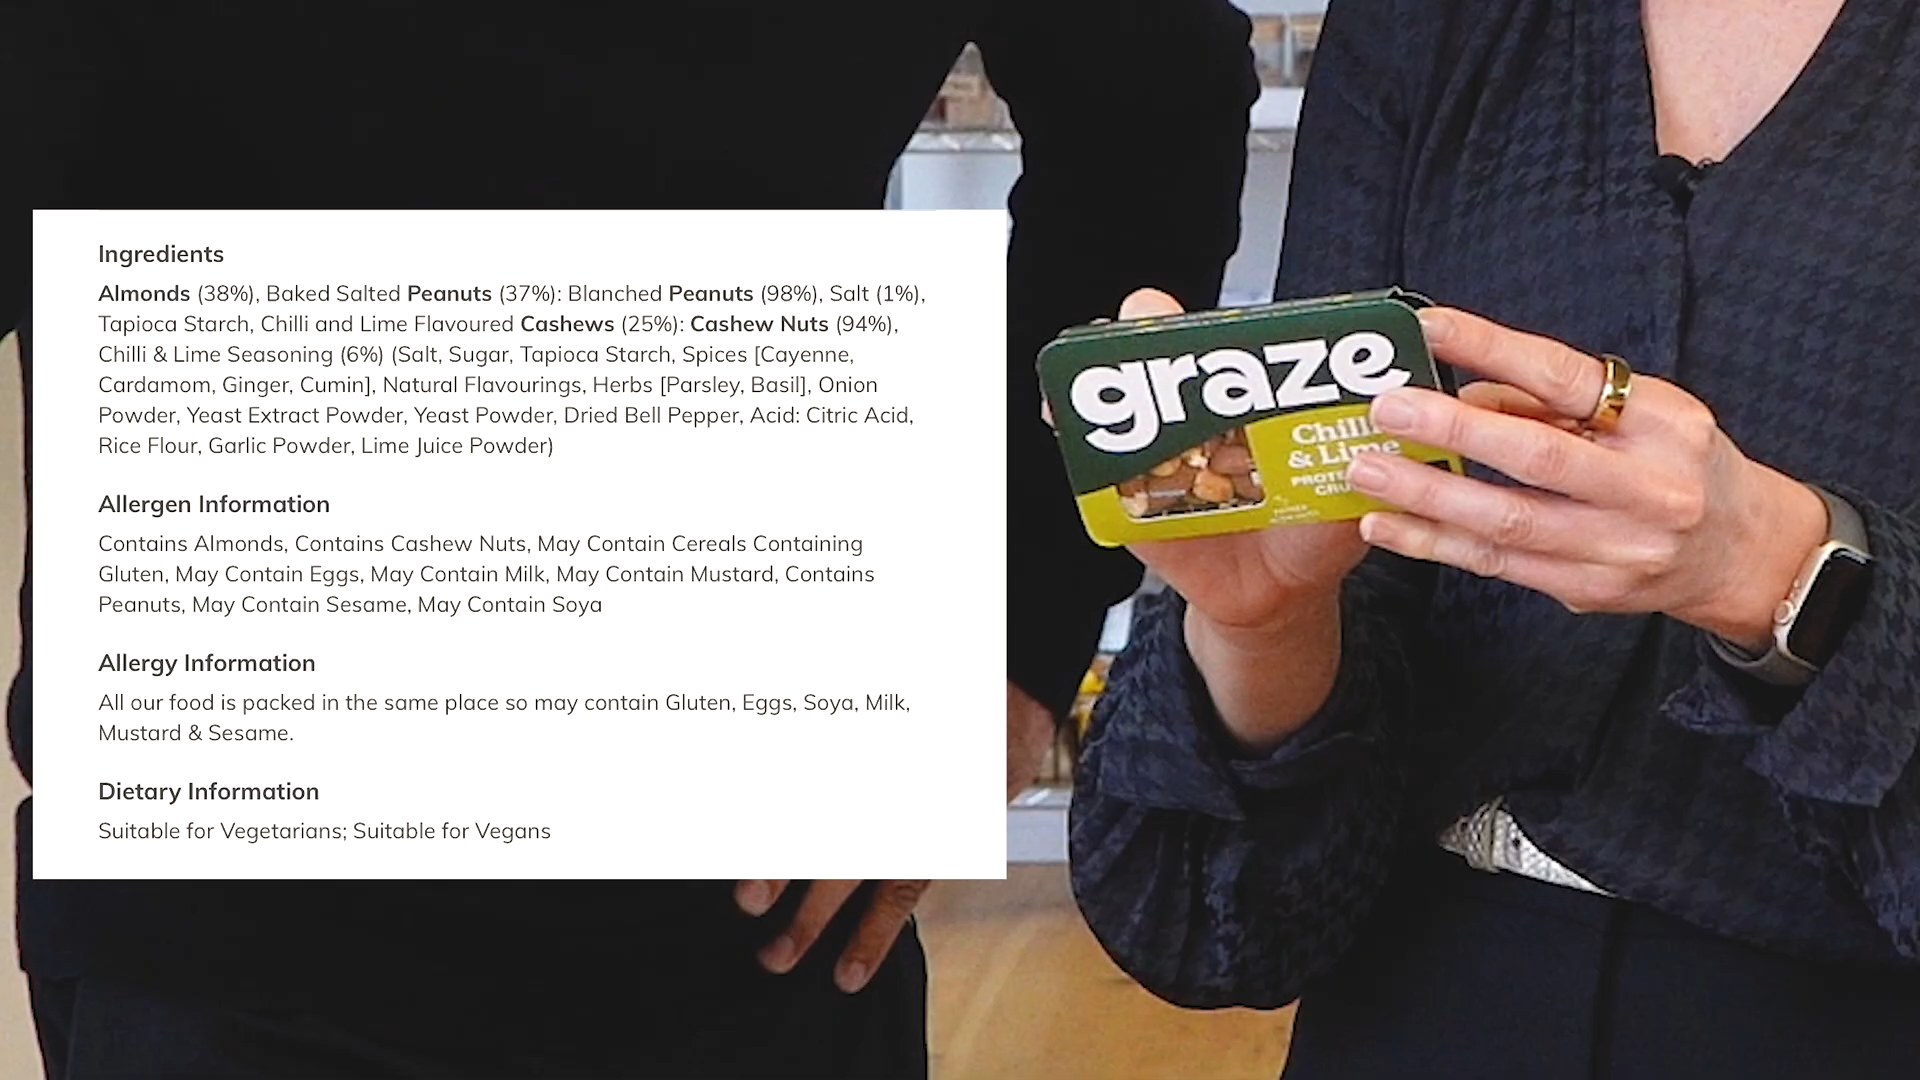 Ingredients
Almonds (38%), Baked Salted Peanuts (37%): Blanched Peanuts (98%), Salt (1%),
Tapioca Starch, Chilli and Lime Flavoured Cashews (25%): Cashew Nuts (94%),
Chilli & Lime Seasoning (6%) (Salt, Sugar, Tapioca Starch, Spices [Cayenne,
Cardamom, Ginger, Cumin], Natural Flavourings, Herbs [Parsley, Basil], Onion
Powder, Yeast Extract Powder, Yeast Powder, Dried Bell Pepper, Acid: Citric Acid,
Rice Flour, Garlic Powder, Lime Juice Powder)
Allergen Information
Contains Almonds, Contains Cashew Nuts, May Contain Cereals Containing
Gluten, May Contain Eggs, May Contain Milk, May Contain Mustard, Contains
Peanuts, May Contain Sesame, May Contain Soya
Allergy Information
All our food is packed in the same place so may contain Gluten, Eggs, Soya, Milk,
Mustard & Sesame.
Dietary Information
Suitable for Vegetarians; Suitable for Vegans
graze
Chilli
& Lime